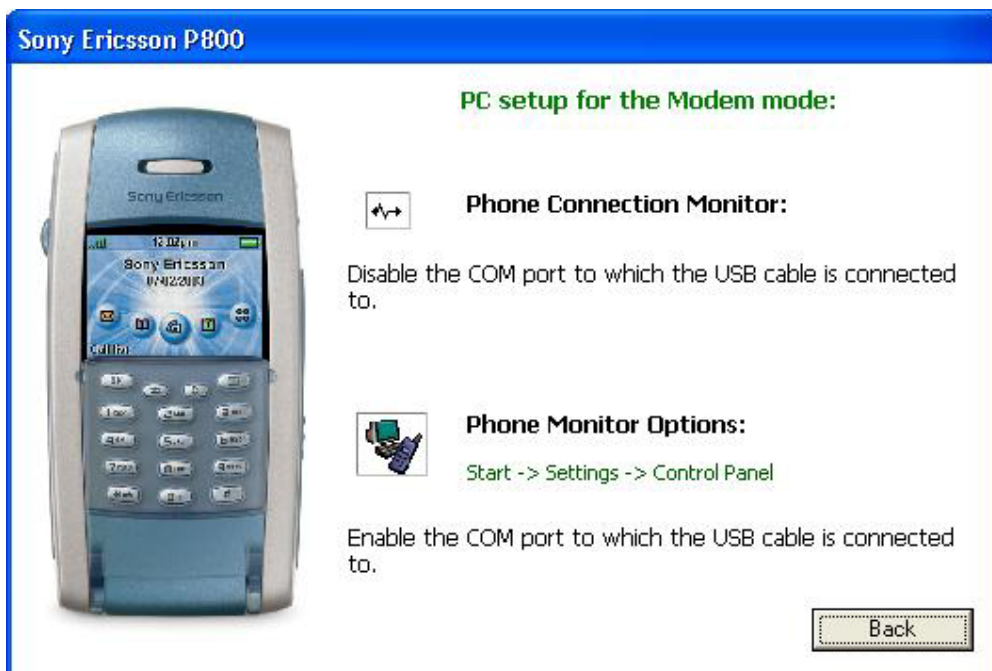 Sony Ericsson P800
PC setup for the Modem mode:
Phone Connection Monitor:
Disable the COM port to which the USB cable is connected
to.
Phone Monitor Options:
Start -> Settings -> Control Panel
Enable the COM port to which the USB cable is connected
to.
Back
Sony Ericsson
12:02pm
Sony Ericsson